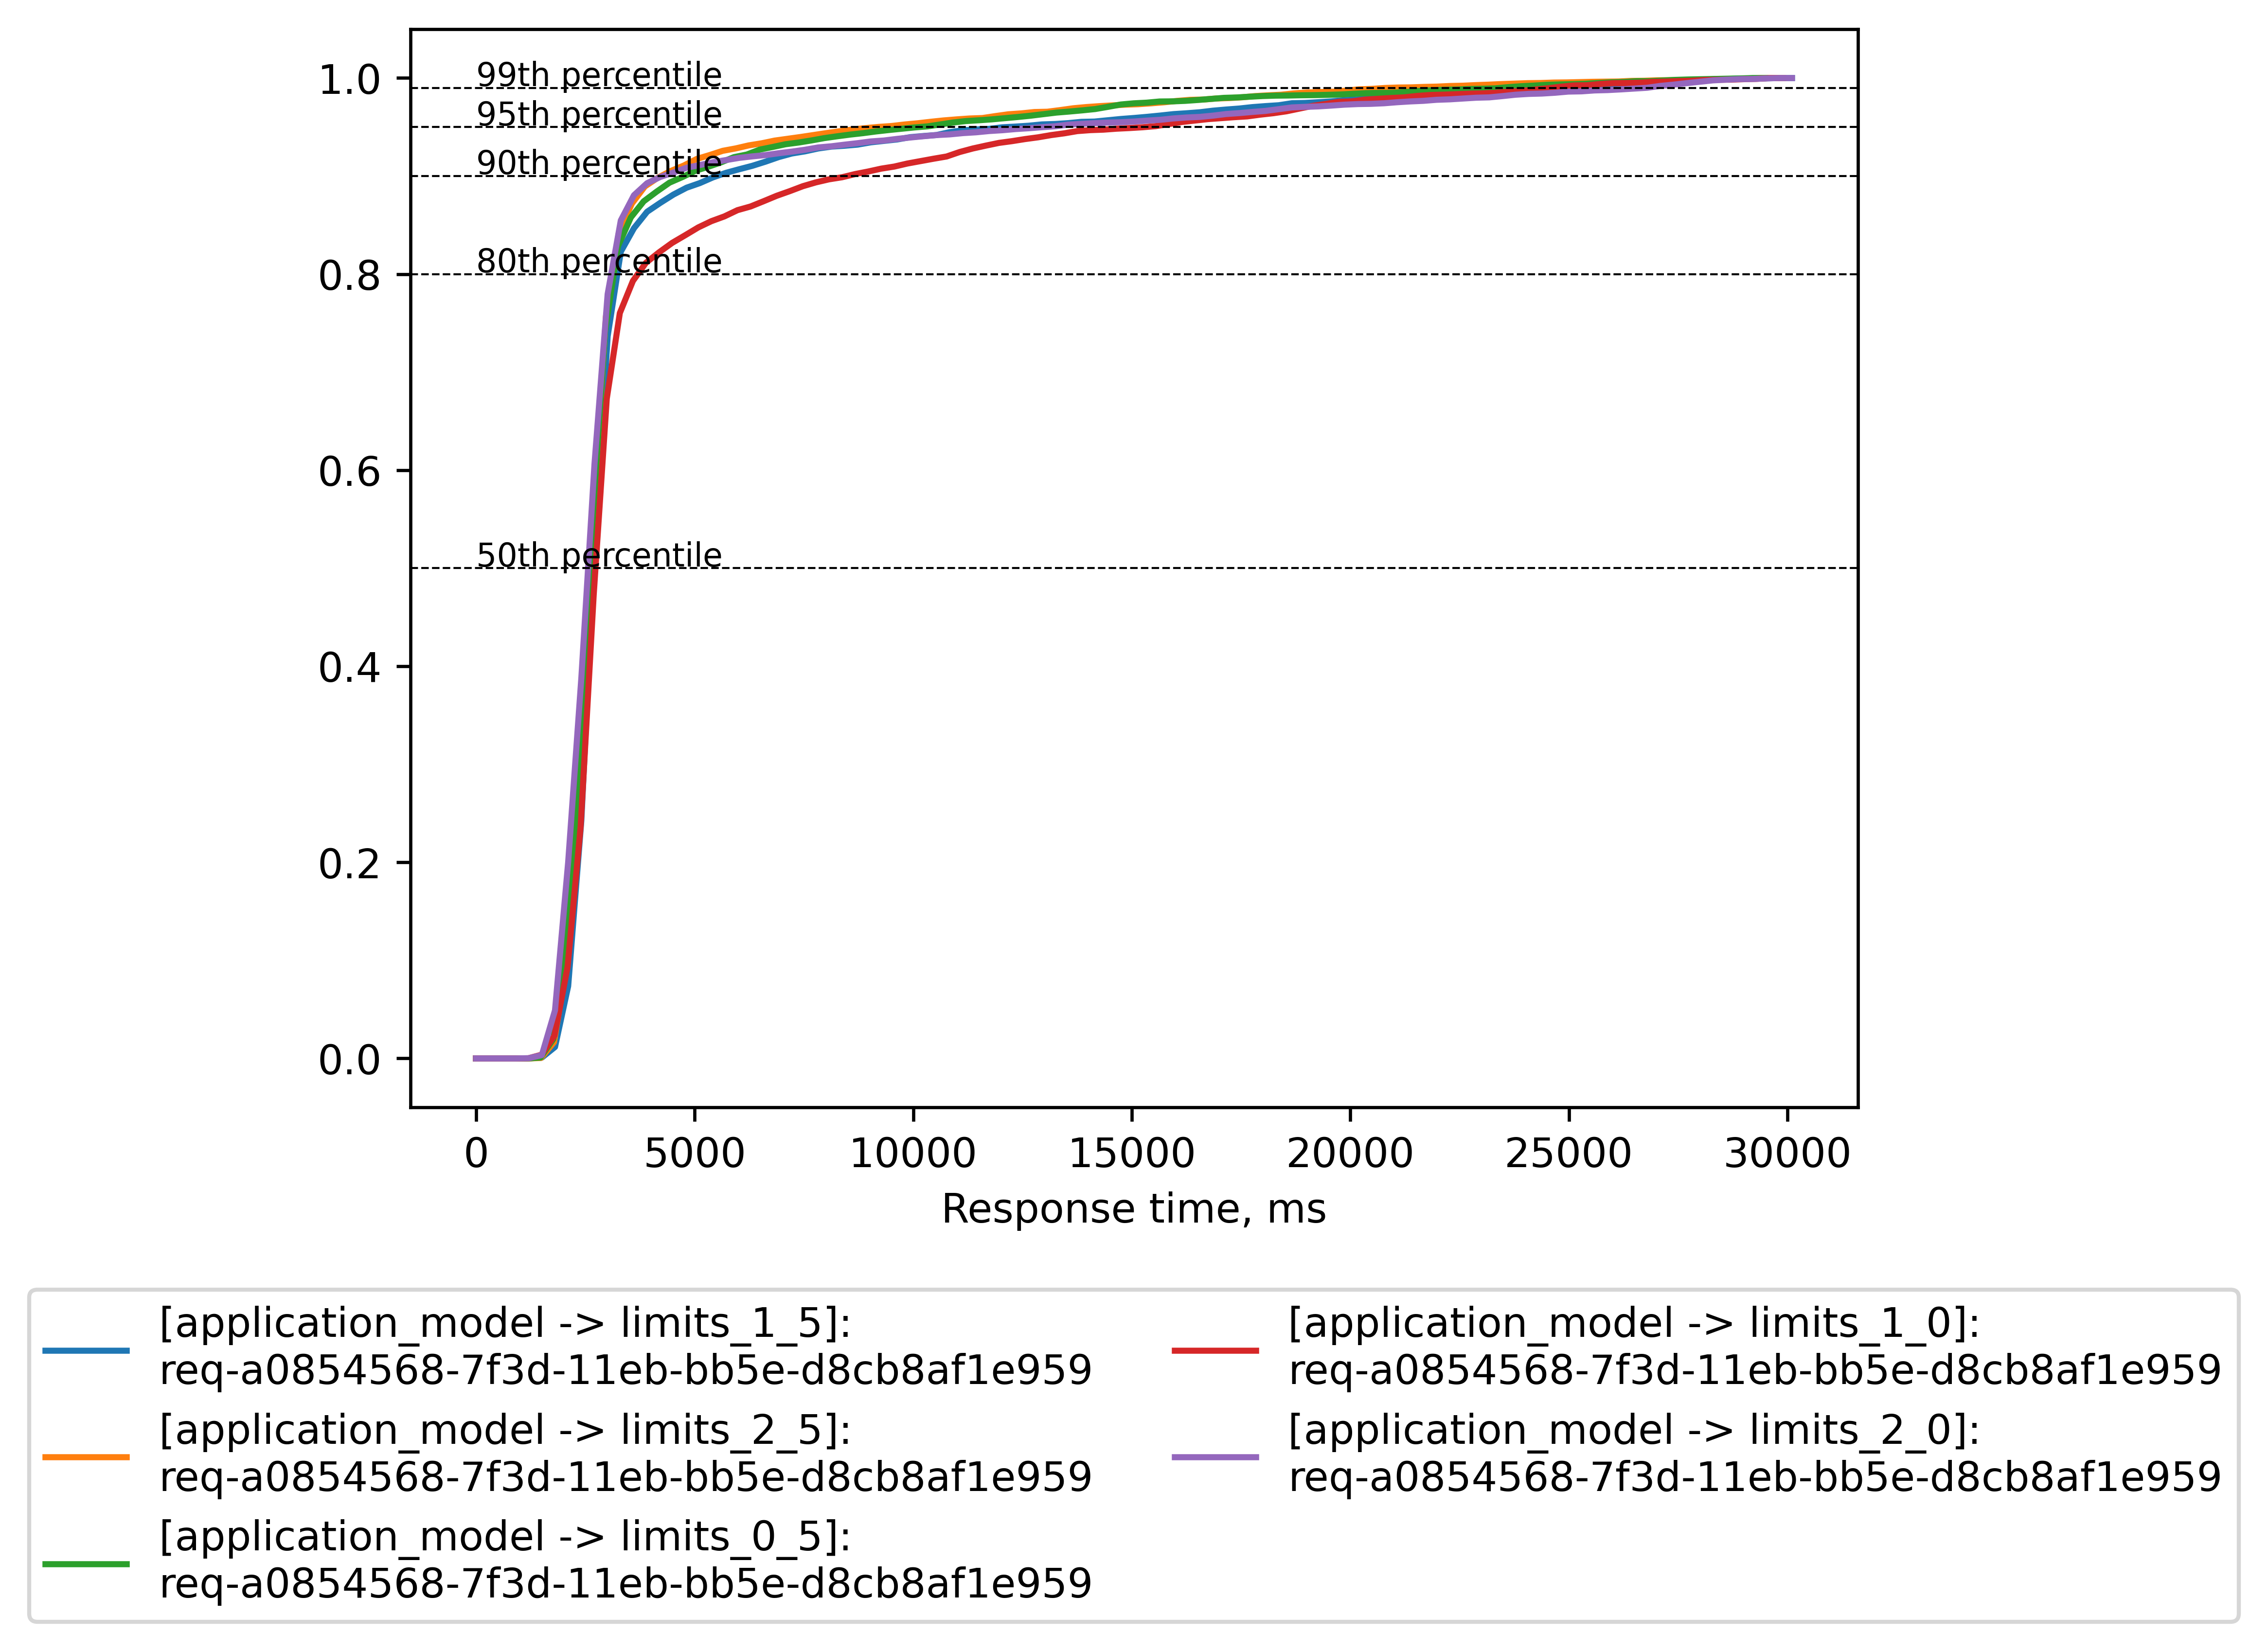 1.0
0.8
0.6
0.4
0.2
0.0
99th percentile
95th percentile
90th percentile
80th percentile
50th percentile
0 5000 10000 15000 20000 25000 30000
Response time, ms
[application_model -> limits_1_5]:
req-a0854568-7f3d-11eb-bb5e-d8cb8af1e959
[application_model -> limits_2_5]:
req-a0854568-7f3d-11eb-bb5e-d8cb8af1e959
[application_model -> limits_0_5]:
req-a0854568-7f3d-11eb-bb5e-d8cb8af1e959
[application_model -> limits_1_0]:
req-a0854568-7f3d-11eb-bb5e-d8cb8af1e959
[application_model -> limits_2_0]:
req-a0854568-7f3d-11eb-bb5e-d8cb8af1e959